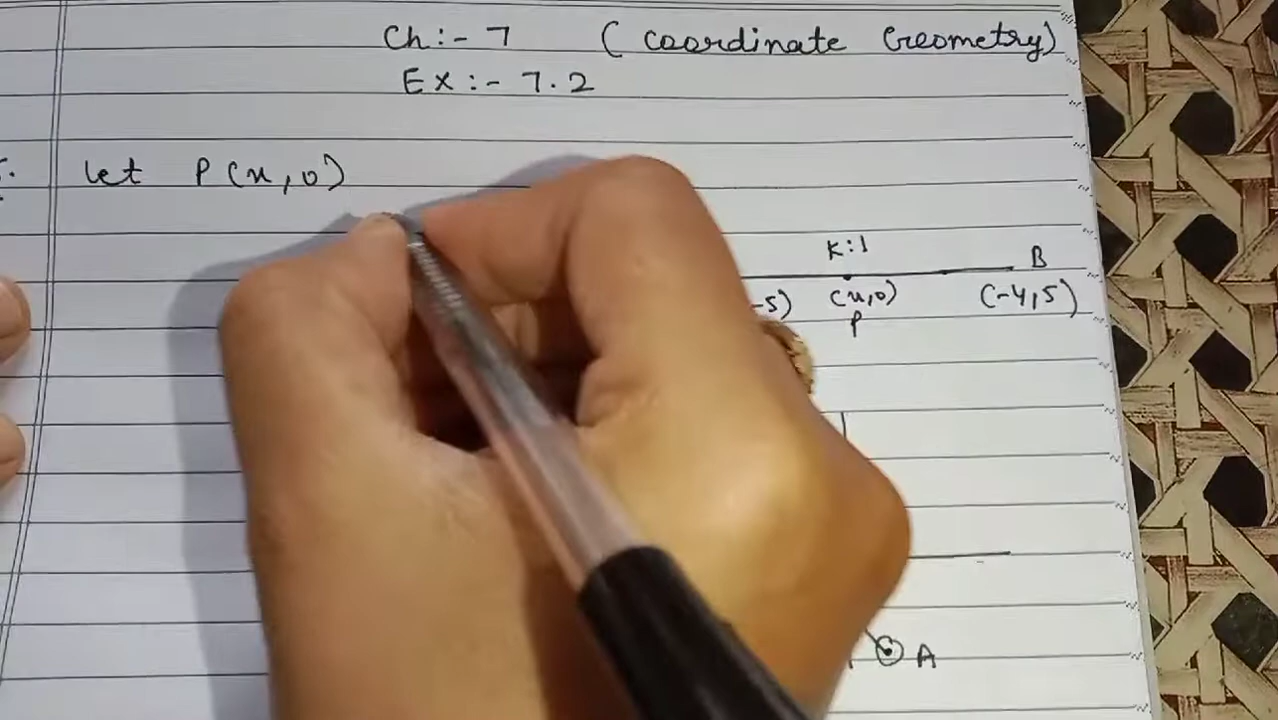 Ch:- 7 (Coordinate Geometry)
Ex:- 7.2
Let P(x,0)
K:1
B
-5) (x,0) (-4,5)
P
A